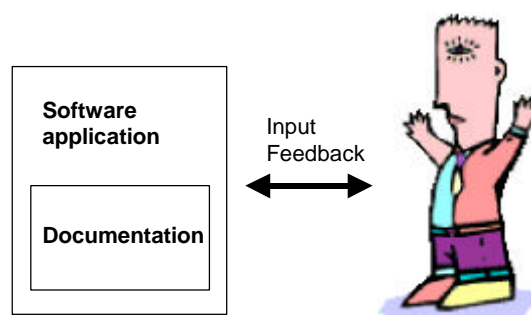 Software
application
Documentation
Input
Feedback